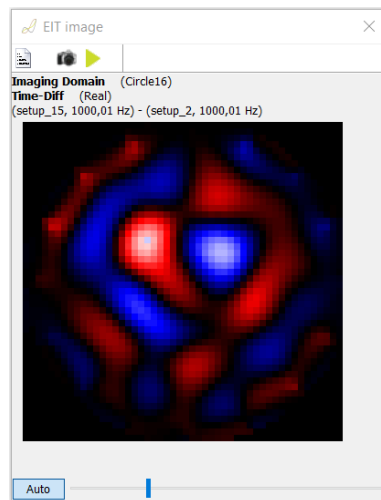 EIT image
Imaging Domain (Circle16)
Time-Diff (Real)
(setup_15, 1000,01 Hz) - (setup_2, 1000,01 Hz)
Auto